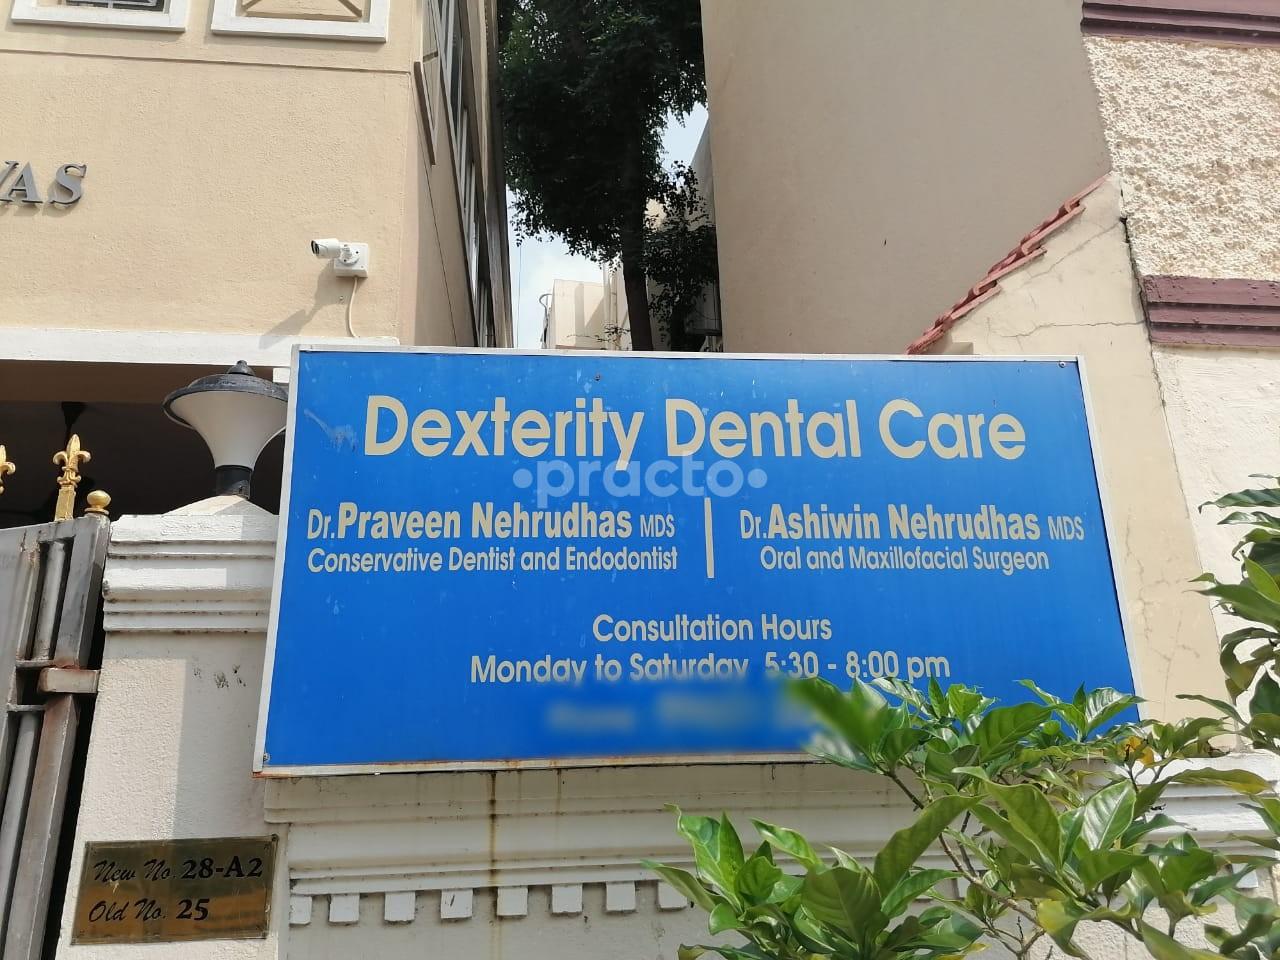 VAS
Dexterity Dental Care
•practo•
Dr.Praveen Nehrudhas MDS
Conservative Dentist and Endodontist
Dr.Ashiwin Nehrudhas MDS
Oral and Maxillofacial Surgeon
Consultation Hours
Monday to Saturday 5:30 - 8:00 pm
New No. 28-A2
Old No. 25